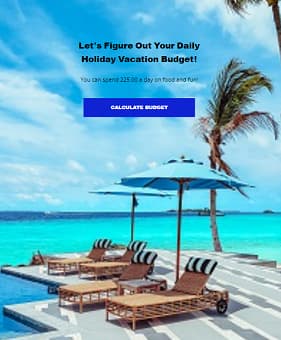 Let's Figure Out Your Daily
Holiday Vacation Budget!
You can spend 225.00 a day on food and fun!
CALCULATE BUDGET